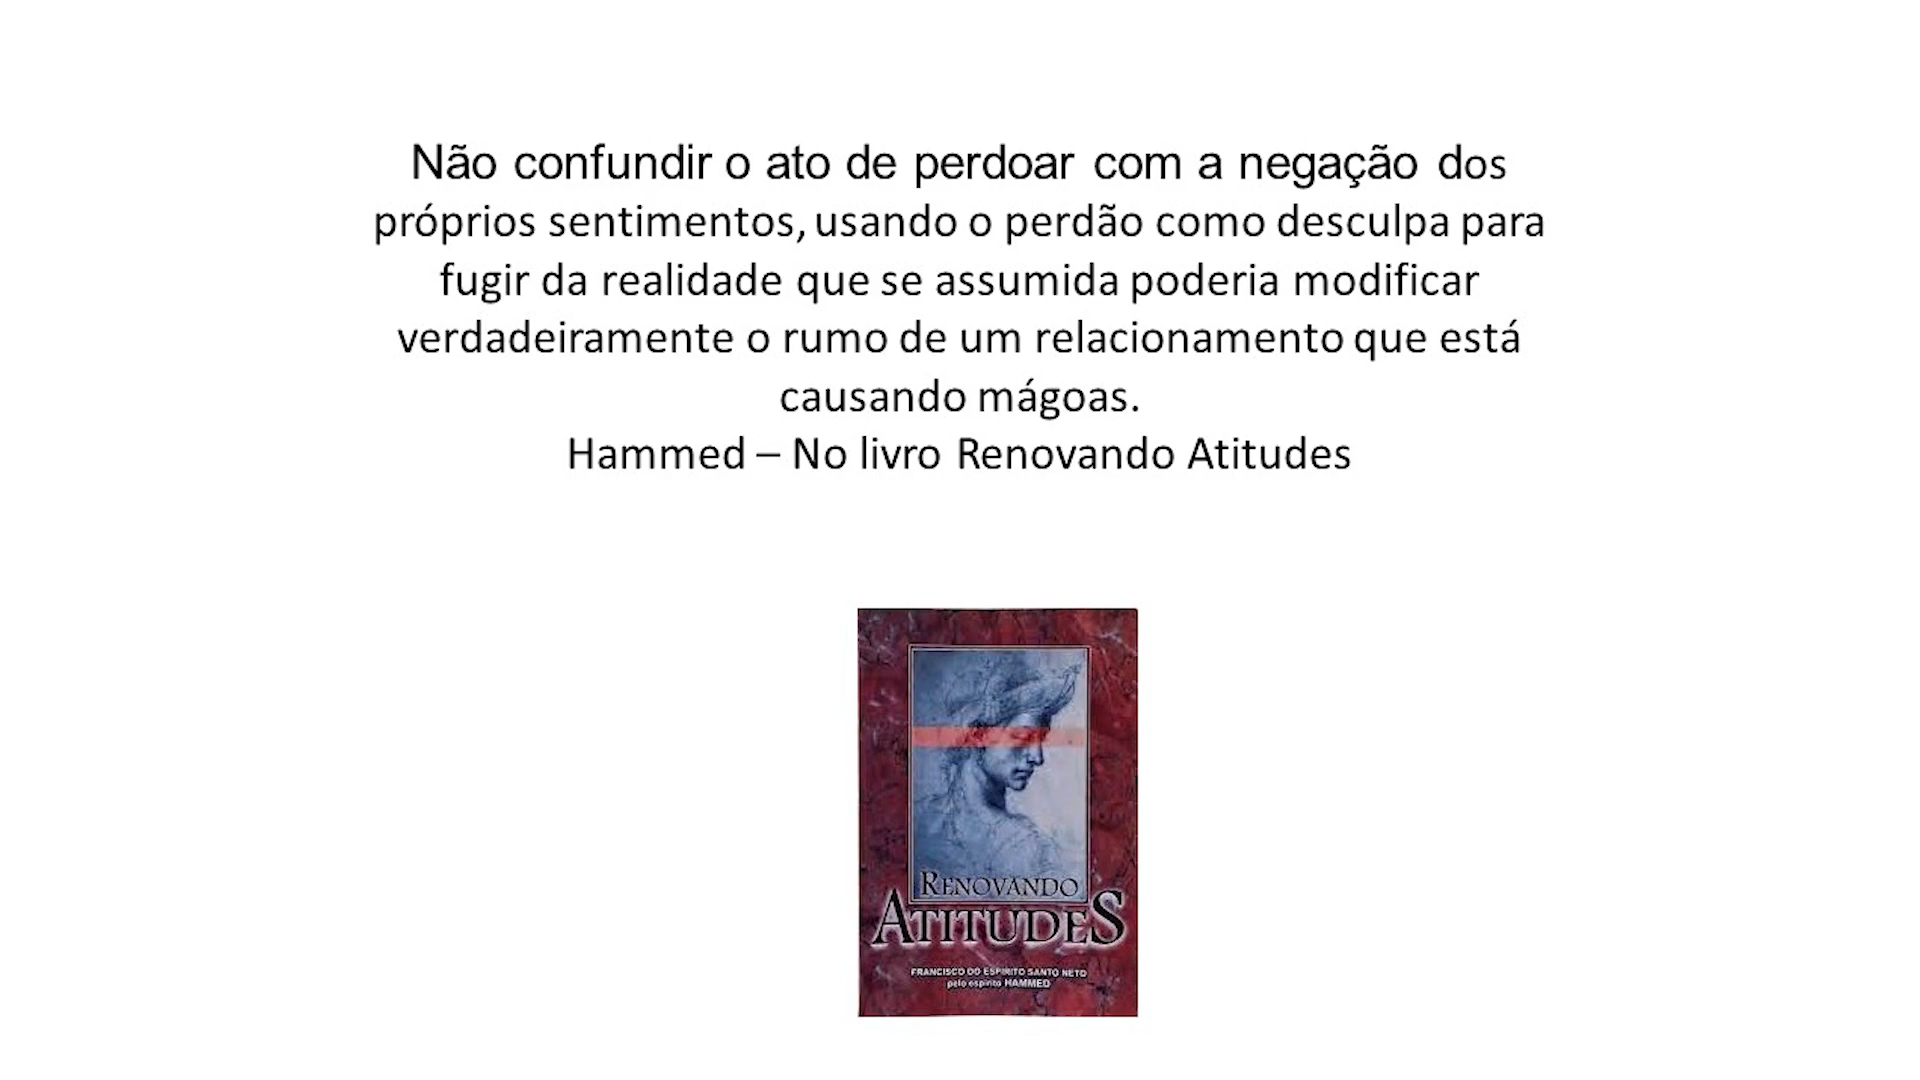 Não confundir o ato de perdoar com a negação dos
próprios sentimentos, usando o perdão como desculpa para
fugir da realidade que se assumida poderia modificar
verdadeiramente o rumo de um relacionamento que está
causando mágoas.
Hammed – No livro Renovando Atitudes
RENOVANDO
ATITUDES
FRANCISCO DO ESPIRITO SANTO NETO
pelo espírito HAMMED